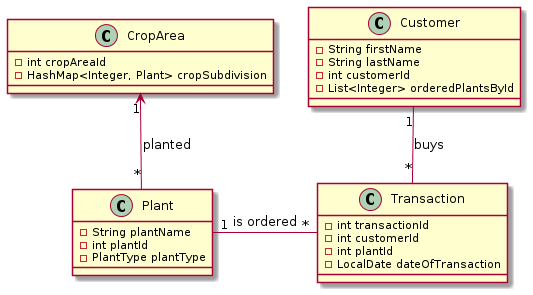 C CropArea
int cropAreaId
HashMap<Integer, Plant> cropSubdivision
C Customer
String firstName
String lastName
int customerId
List<Integer> orderedPlantsById
1
planted
*
1
buys
*
C Plant
String plantName
int plantId
PlantType plantType
1 is ordered *
C Transaction
int transactionId
int customerId
int plantId
LocalDate dateOfTransaction